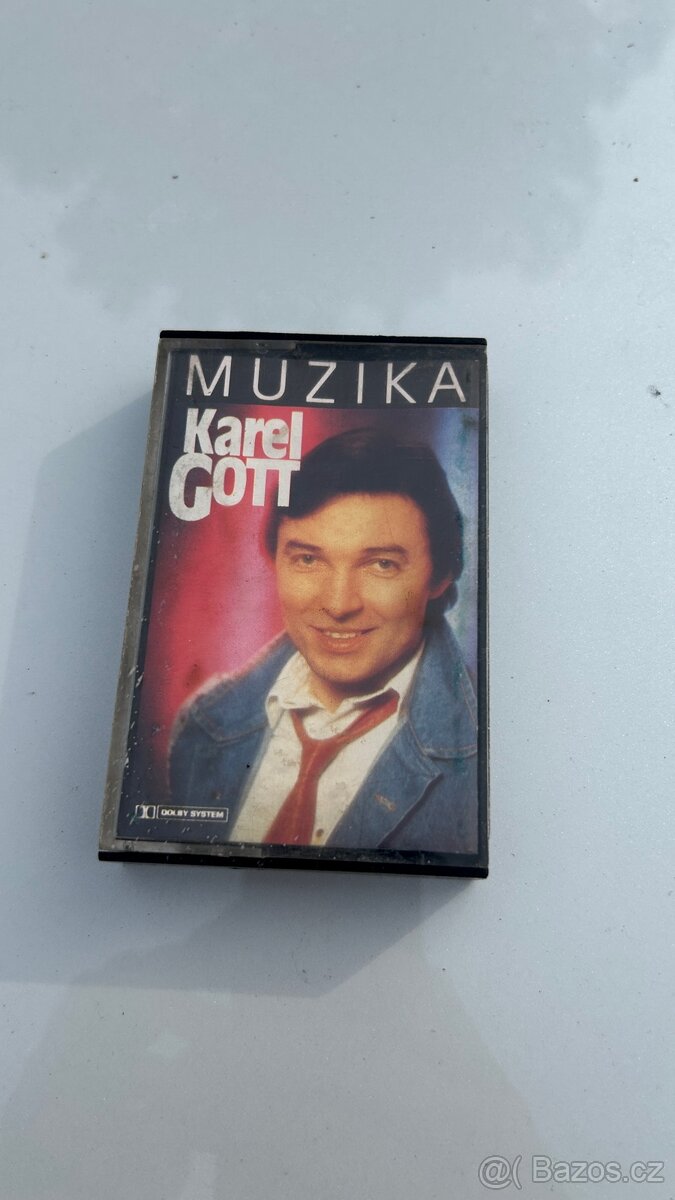 MUZIKA
Karel
GOTT
DOLBY SYSTEM
@( Bazos.cz